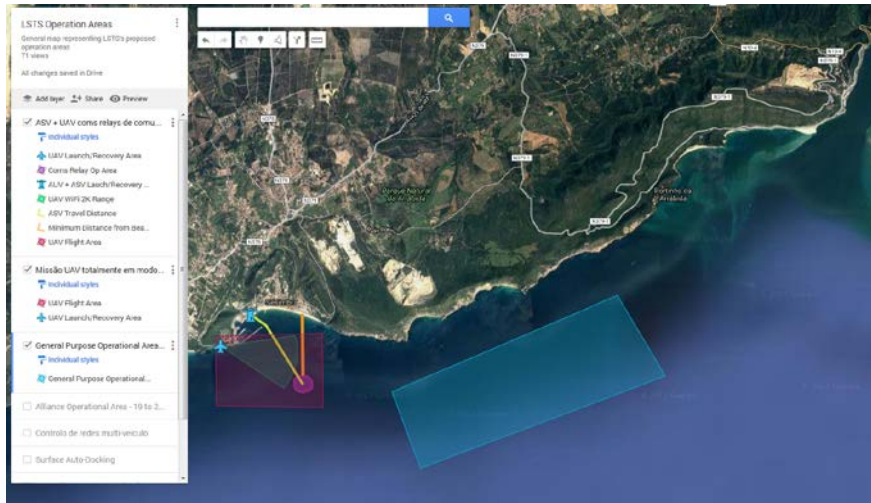 LSTS Operation Areas
General map representing LSTS's proposed
operation areas
71 views
All changes saved in Drive
Add layer
Share
Preview
ASV + UAV coms relays de comu...
Individual styles
UAV Launch/Recovery Area
Coms Relay Op Area
AUV + ASV Lauch/Recovery ...
UAV WiFi 2K Range
ASV Travel Distance
Minimum Distance from Bea...
UAV Flight Area
Missão UAV totalmente em modo...
Individual styles
UAV Flight Area
UAV Launch/Recovery Area
General Purpose Operational Area...
Individual styles
General Purpose Operational...
Alliance Operational Area - 19 to 2...
Controlo de redes multi-veículo
Surface Auto-Docking
Parque Natural
da Arrábida
Portinho da
Arrábida
N379-1